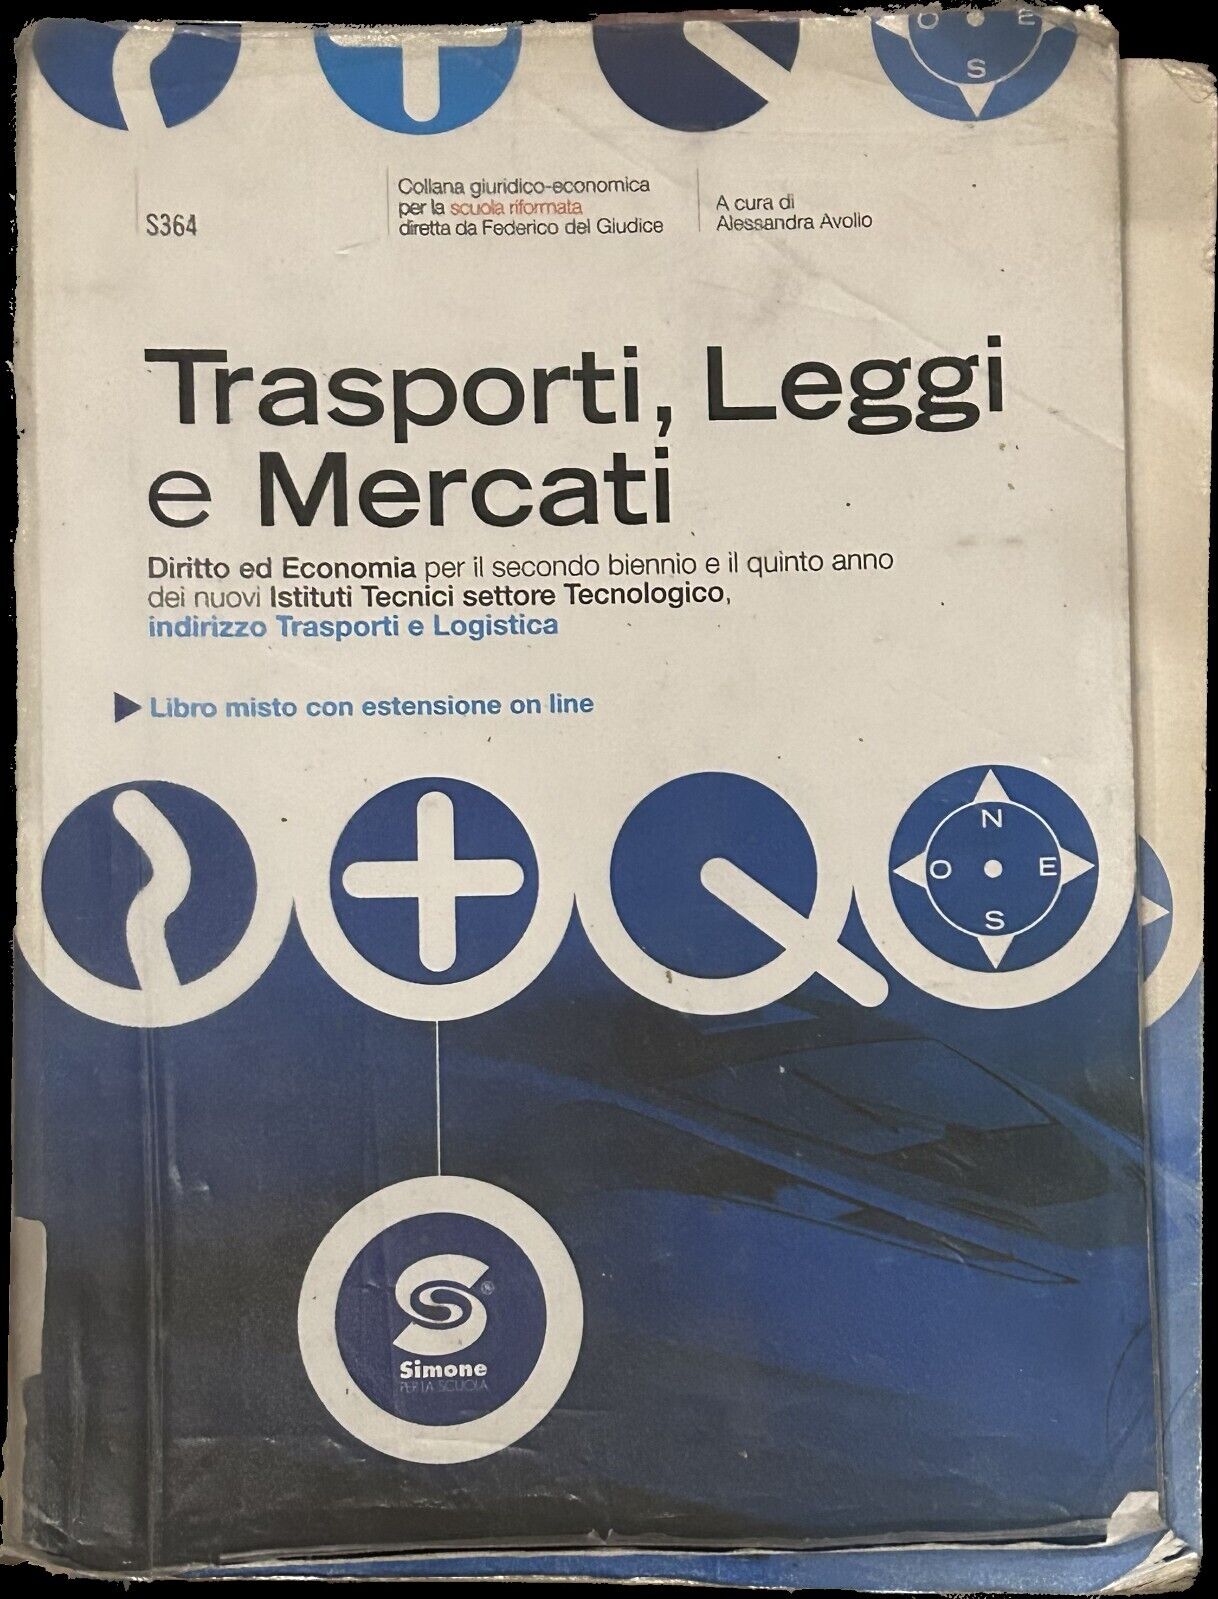 O E
S
S364
Collana giuridico-economica
per la scuola riformata
diretta da Federico del Giudice
A cura di
Alessandra Avolio
Trasporti, Leggi
e Mercati
Diritto ed Economia per il secondo biennio e il quinto anno
dei nuovi Istituti Tecnici settore Tecnologico,
indirizzo Trasporti e Logistica
Libro misto con estensione on line
N
O E
S
S®
Simone
PER LA SCUOLA